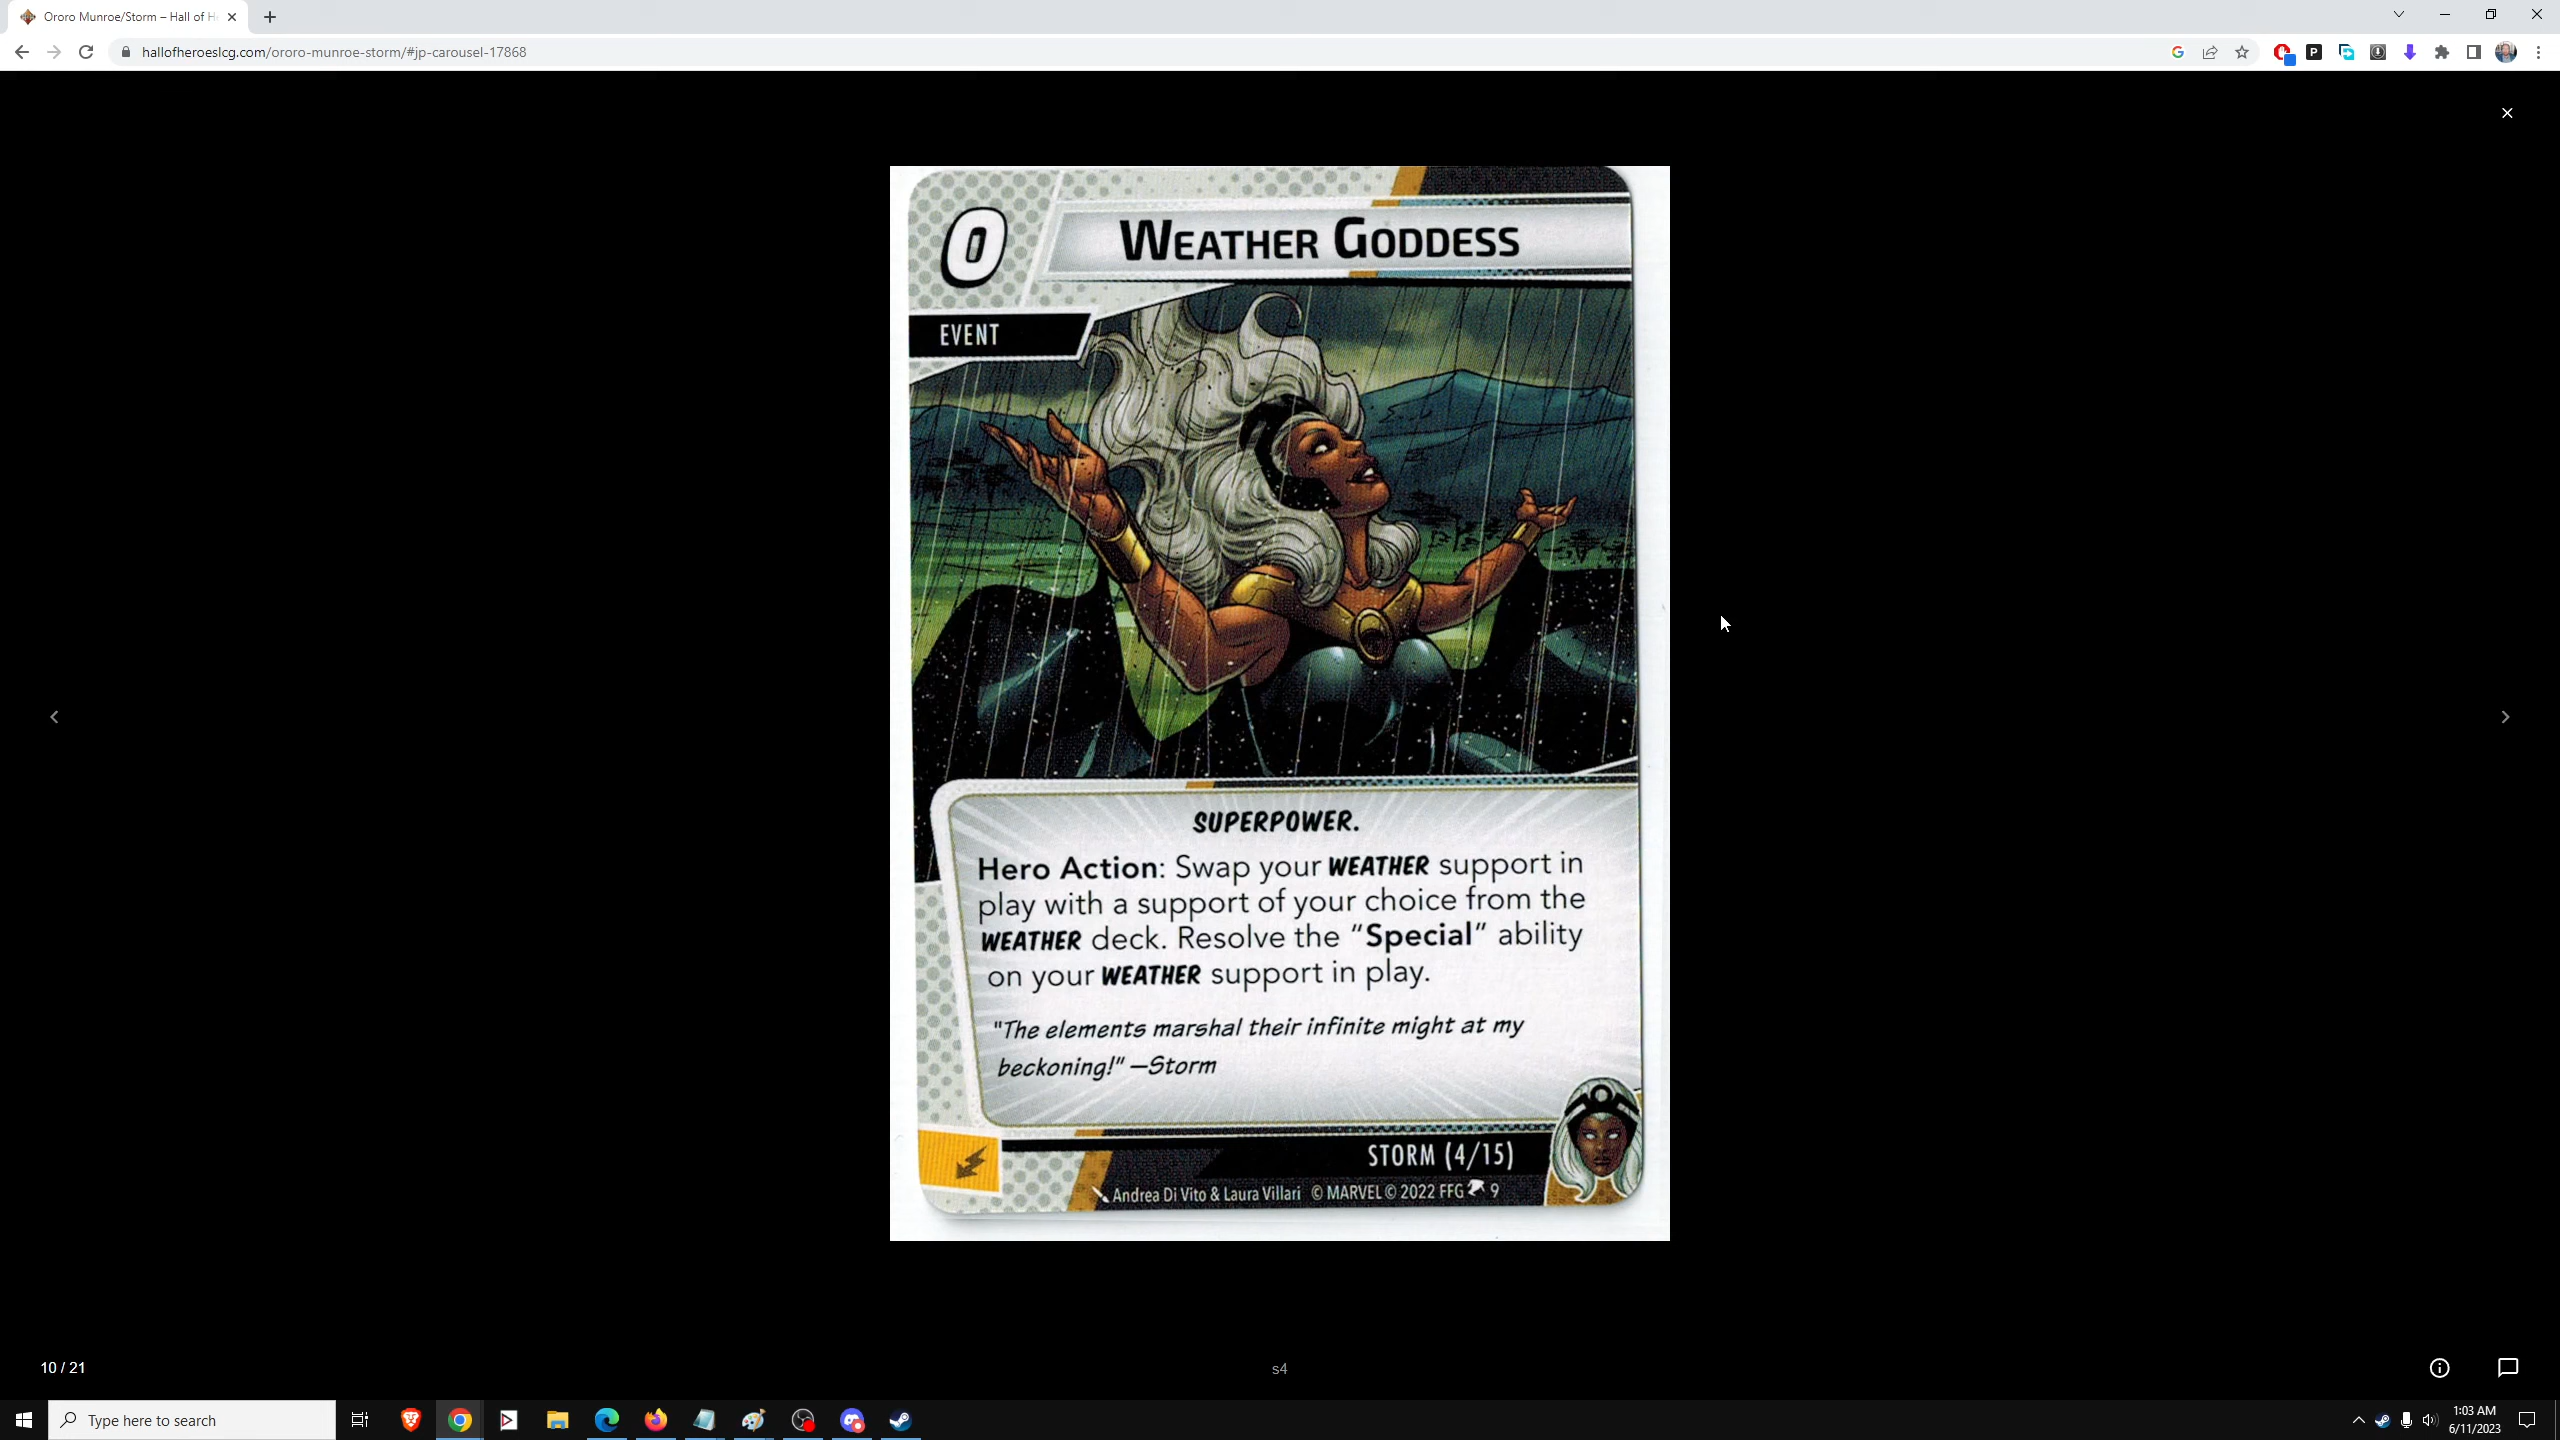 Ororo Munroe/Storm – Hall of H
hallofheroeslcg.com/ororo-munroe-storm/#jp-carousel-17868
0
WEATHER GODDESS
EVENT
SUPERPOWER.
Hero Action: Swap your WEATHER support in
play with a support of your choice from the
WEATHER deck. Resolve the “Special” ability
on your WEATHER support in play.
"The elements marshal their infinite might at my
beckoning!" —Storm
STORM (4/15)
Andrea Di Vito & Laura Villari © MARVEL © 2022 FFG 9
10 / 21
s4
Type here to search
1:03 AM
6/11/2023